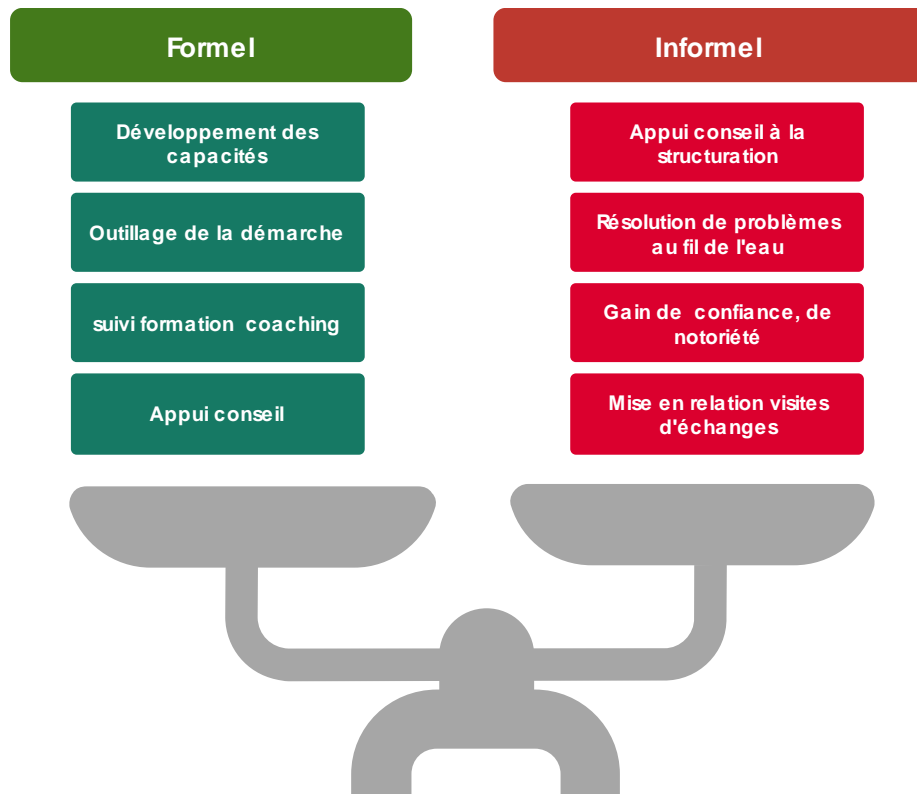 Formel
Développement des
capacités
Outillage de la démarche
suivi formation coaching
Appui conseil
Informel
Appui conseil à la
structuration
Résolution de problèmes
au fil de l'eau
Gain de confiance, de
notoriété
Mise en relation visites
d'échanges